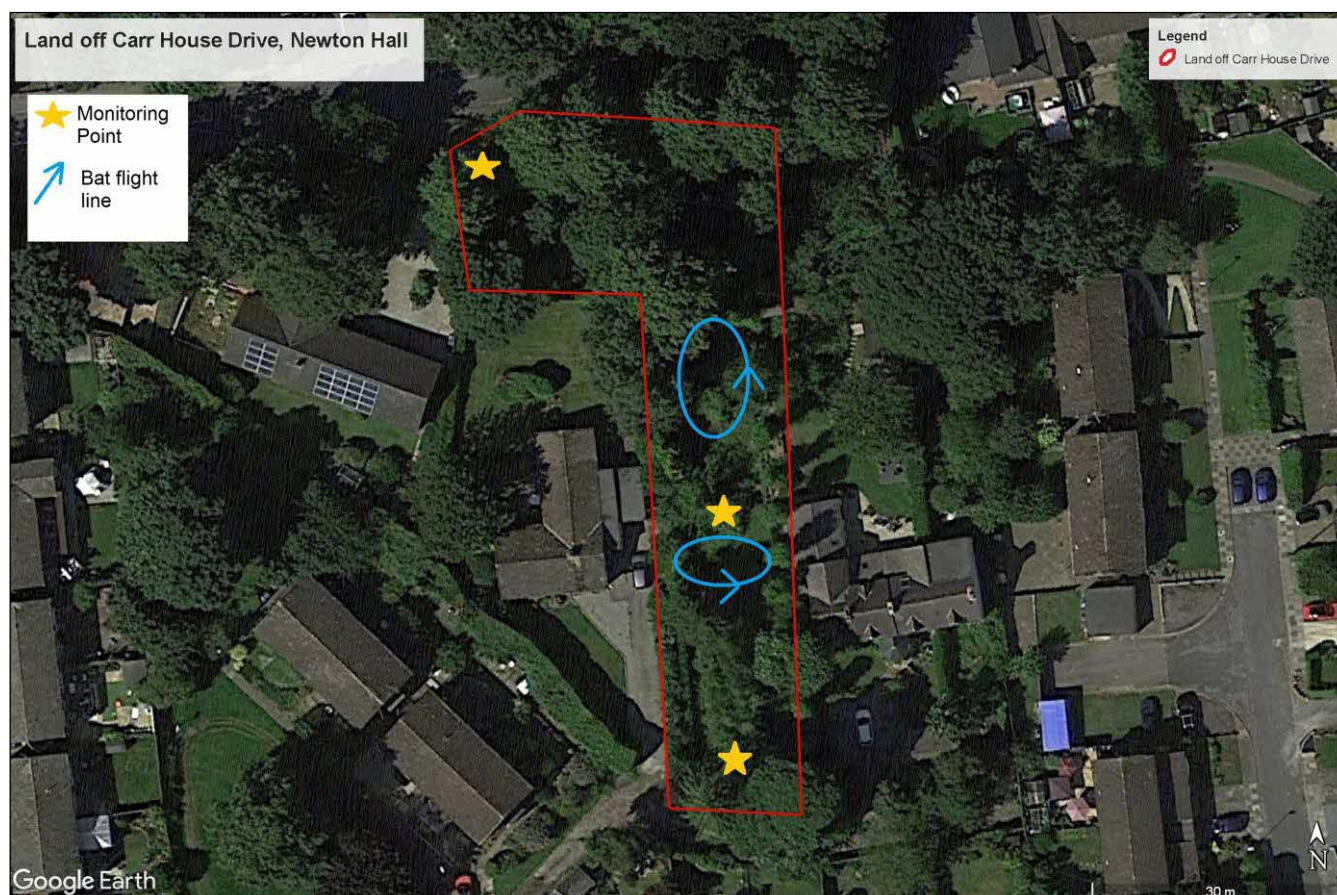 Land off Carr House Drive, Newton Hall
Legend
Land off Carr House Drive
Monitoring
Point
Bat flight
line
N
Google Earth
30 m